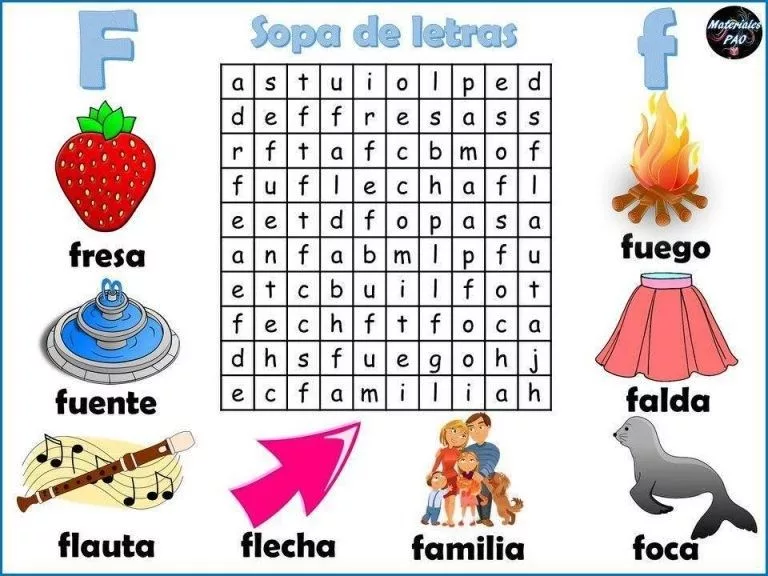 F
Sopa de letras
f
Materiales
PAO
a s t u i o l p e d
d e f f r e s a s s
r f t a f c b m o f
f u f l e c h a f l
e e t d f o p a s a
a n f a b m l p f u
e t c b u i l f o t
f e c h f t f o c a
d h s f u e g o h j
e c f a m i l i a h
fresa
fuego
fuente
falda
flauta
flecha
familia
foca